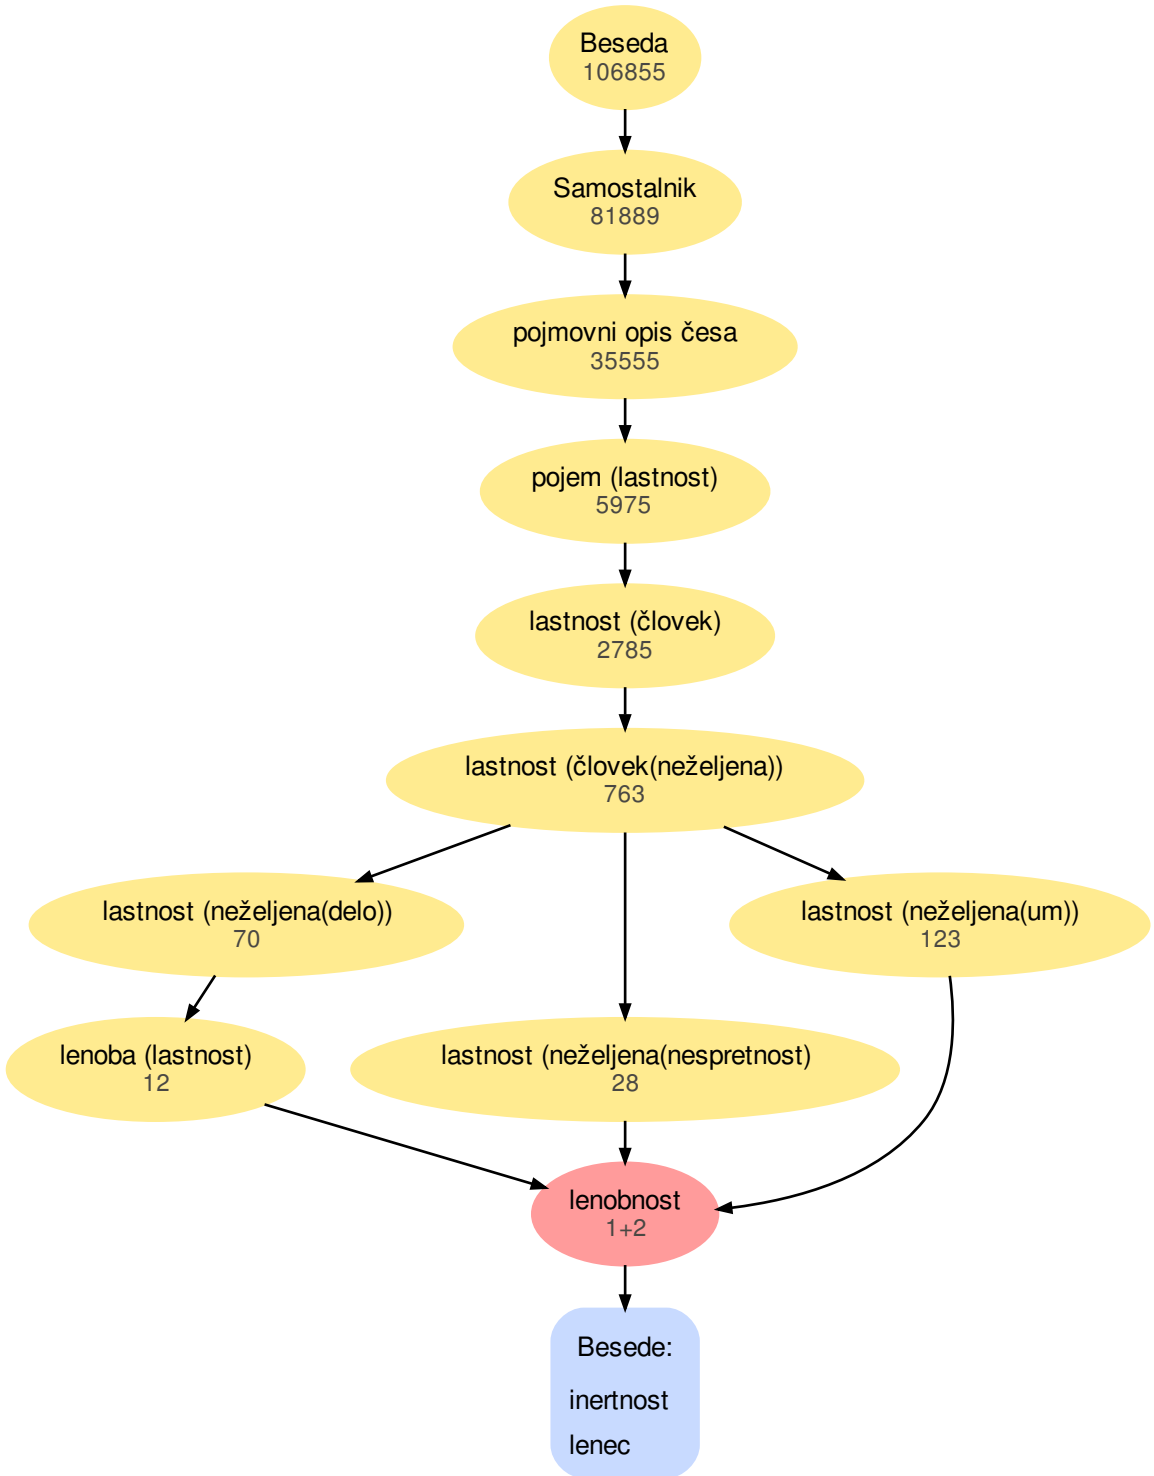 Beseda
106855
Samostalnik
81889
pojmovni opis česa
35555
pojem (lastnost)
5975
lastnost (človek)
2785
lastnost (človek(neželjena))
763
lastnost (neželjena(delo))
70
lastnost (neželjena(um))
123
lenoba (lastnost)
12
lastnost (neželjena(nespretnost)
28
lenobnost
1+2
Besede:
inertnost
lenec